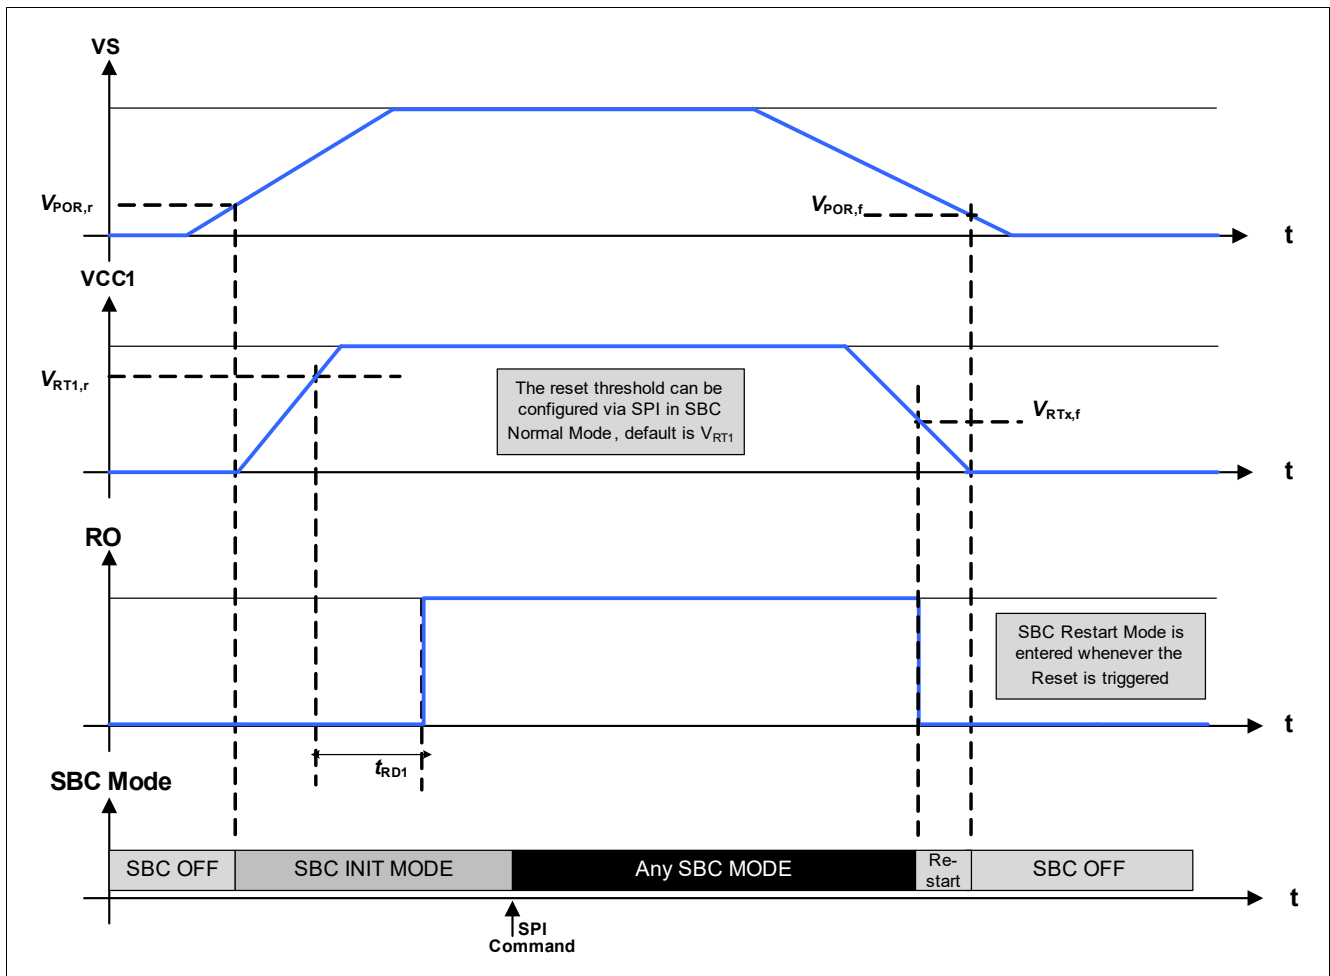 VS
VPOR,r
VPOR,f
t
VCC1
VRT1,r
The reset threshold can be
configured via SPI in SBC
Normal Mode, default is VRT1
VRTx,f
t
RO
SBC Restart Mode is
entered whenever the
Reset is triggered
t
tRD1
SBC Mode
SBC OFF
SBC INIT MODE
Any SBC MODE
Re-
start
SBC OFF
t
SPI
Command